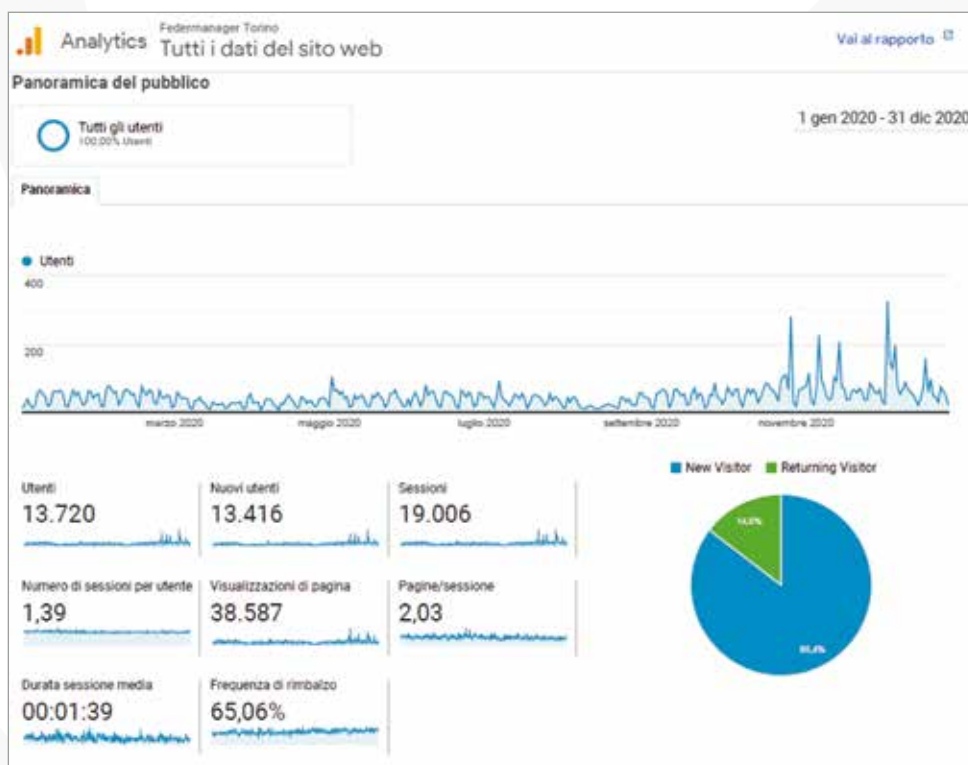 Analytics
Federmanager Torino
Tutti i dati del sito web
Vai al rapporto
Panoramica del pubblico
Tutti gli utenti
100,00% Utenti
1 gen 2020 - 31 dic 2020
Panoramica
Utenti
400
200
marzo 2020
maggio 2020
luglio 2020
settembre 2020
novembre 2020
New Visitor
Returning Visitor
Utenti
13.720
Nuovi utenti
13.416
Sessioni
19.006
Numero di sessioni per utente
1,39
Visualizzazioni di pagina
38.587
Pagine/sessione
2,03
Durata sessione media
00:01:39
Frequenza di rimbalzo
65,06%